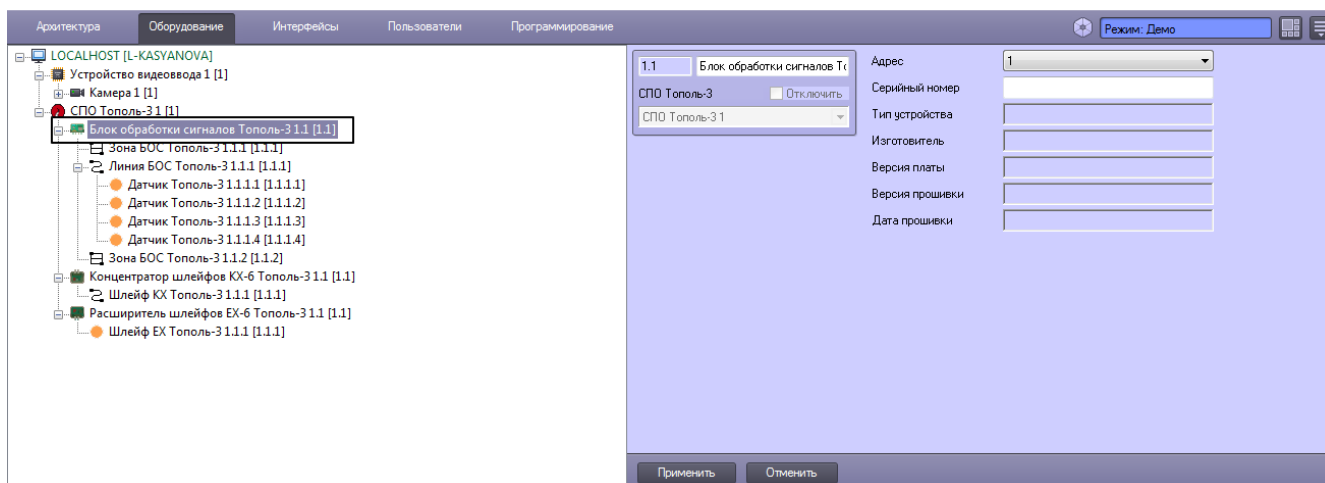 Архитектура Оборудование Интерфейсы Пользователи Программирование Режим: Демо
LOCALHOST [L-KASYANOVA]
Устройство видеоввода 1 [1]
Камера 1 [1]
СПО Тополь-3 1 [1]
Блок обработки сигналов Тополь-3 1.1 [1.1]
Зона БОС Тополь-3 1.1.1 [1.1.1]
Линия БОС Тополь-3 1.1.1 [1.1.1]
Датчик Тополь-3 1.1.1.1 [1.1.1.1]
Датчик Тополь-3 1.1.1.2 [1.1.1.2]
Датчик Тополь-3 1.1.1.3 [1.1.1.3]
Датчик Тополь-3 1.1.1.4 [1.1.1.4]
Зона БОС Тополь-3 1.1.2 [1.1.2]
Концентратор шлейфов КХ-6 Тополь-3 1.1 [1.1]
Шлейф КХ Тополь-3 1.1.1 [1.1.1]
Расширитель шлейфов ЕХ-6 Тополь-3 1.1 [1.1]
Шлейф ЕХ Тополь-3 1.1.1 [1.1.1]
1.1 Блок обработки сигналов То
СПО Тополь-3 Отключить
СПО Тополь-3 1
Адрес 1
Серийный номер
Тип устройства
Изготовитель
Версия платы
Версия прошивки
Дата прошивки
Применить Отменить